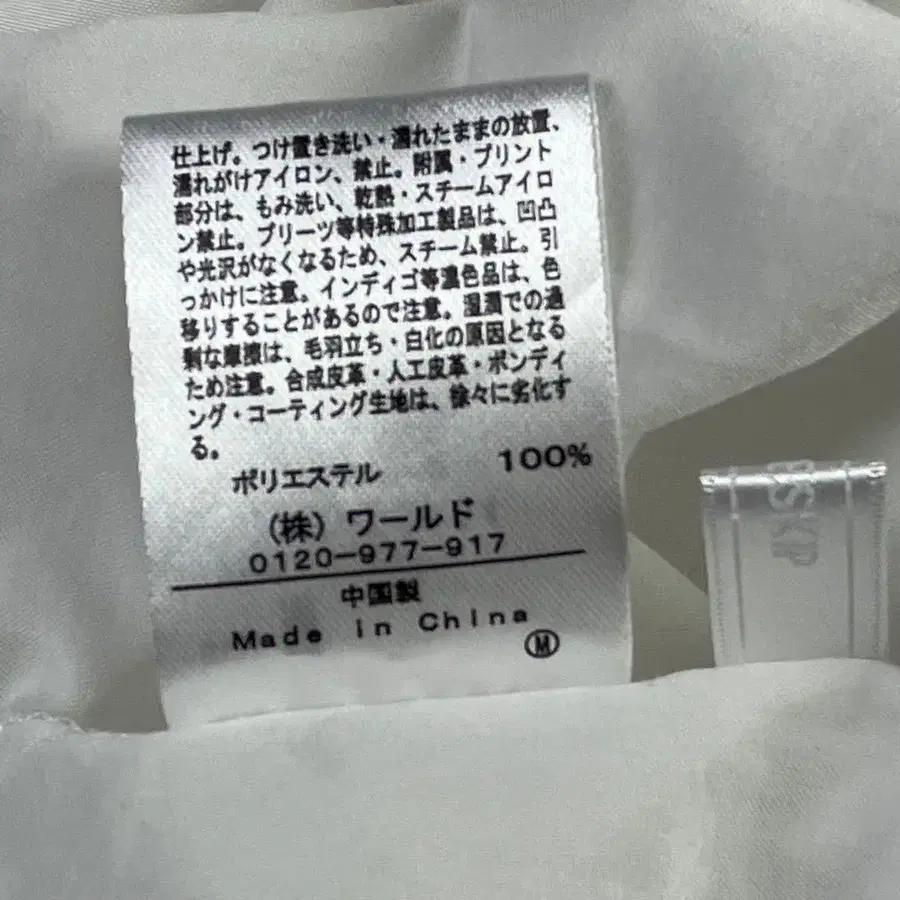 仕上げ。つけ置き洗い・濡れたままの放置、
濡れがけアイロン、禁止。附属・プリント
部分は、もみ洗い、乾熱・スチームアイロ
ン禁止。プリーツ等特殊加工製品は、凹凸
や光沢がなくなるため、スチーム禁止。引
っかけに注意。インディゴ等濃色品は、色
移りすることがあるので注意。湿潤での過
剰な摩擦は、毛羽立ち・白化の原因となる
ため注意。合成皮革・人工皮革・ボンディ
ング・コーティング生地は、徐々に劣化す
る。
ポリエステル 100%
(株) ワールド
0120-977-917
中国製
Made in China
M
SKP